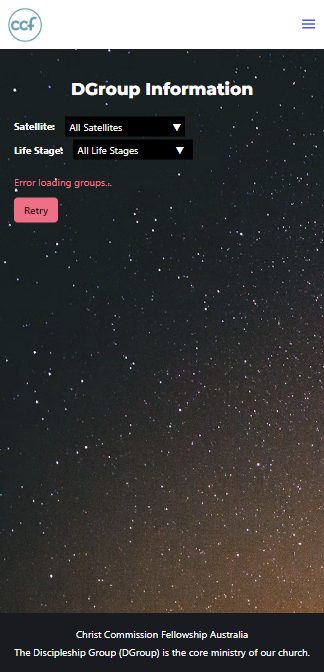 ccf
DGroup Information
Satellite: All Satellites
Life Stage: All Life Stages
Error loading groups...
Retry
Christ Commission Fellowship Australia
The Discipleship Group (DGroup) is the core ministry of our church.